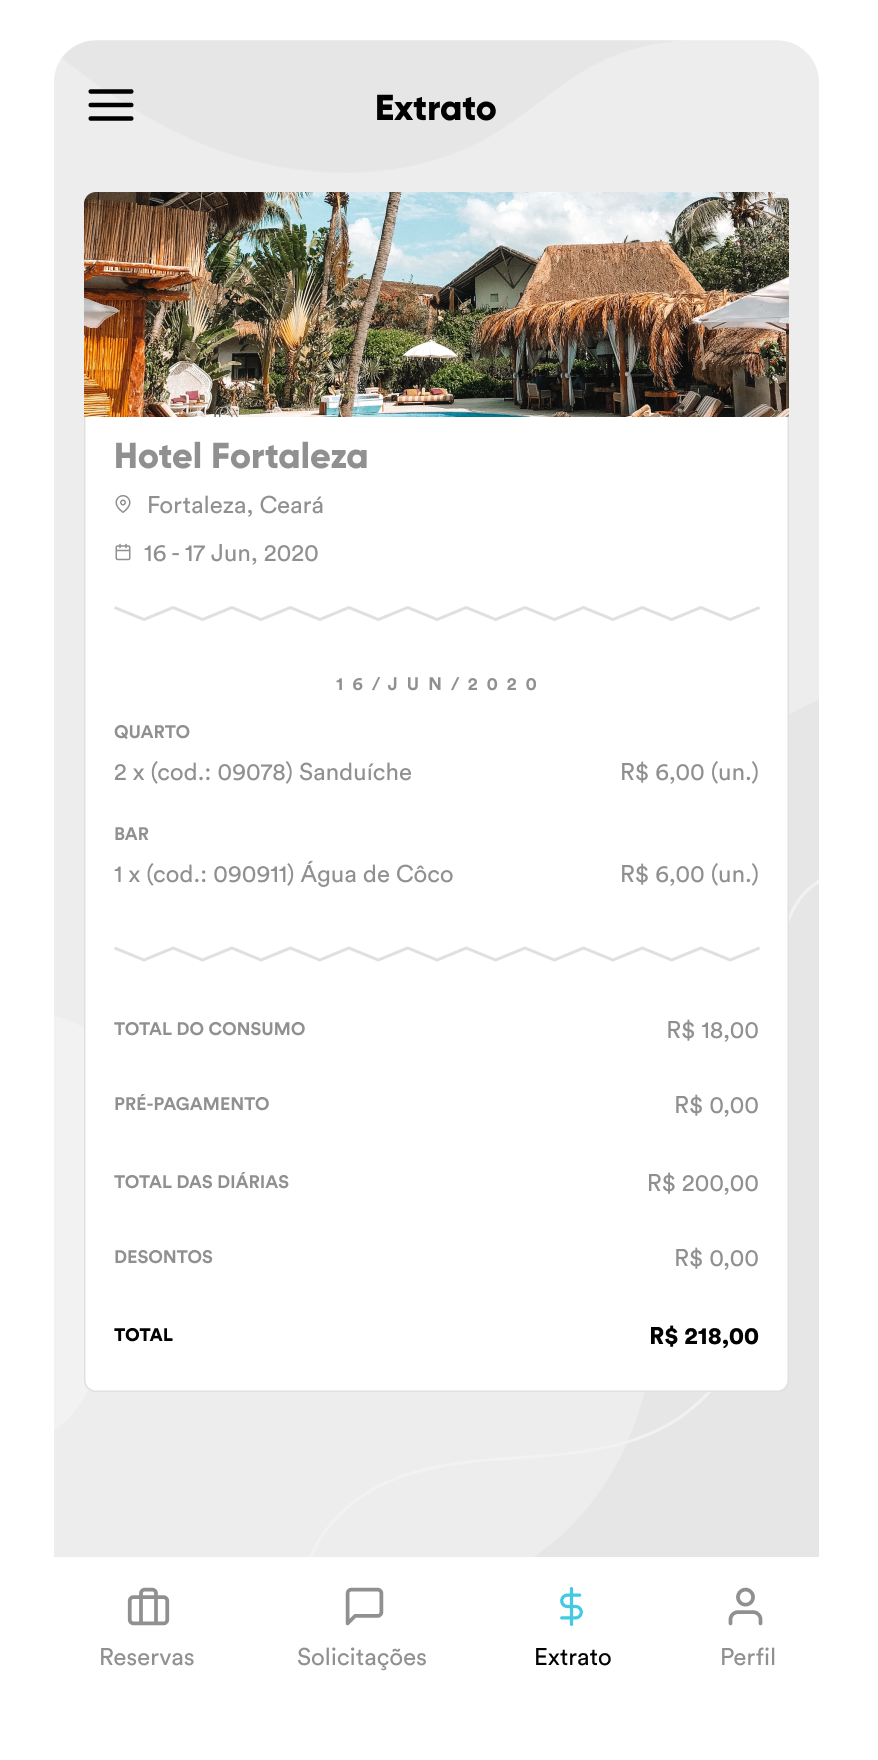 Extrato
Hotel Fortaleza
Fortaleza, Ceará
16 - 17 Jun, 2020
16/JUN/2020
QUARTO
2 x (cod.: 09078) Sanduíche R$ 6,00 (un.)
BAR
1 x (cod.: 090911) Água de Côco R$ 6,00 (un.)
TOTAL DO CONSUMO R$ 18,00
PRÉ-PAGAMENTO R$ 0,00
TOTAL DAS DIÁRIAS R$ 200,00
DESONTOS R$ 0,00
TOTAL R$ 218,00
Reservas Solicitações Extrato Perfil